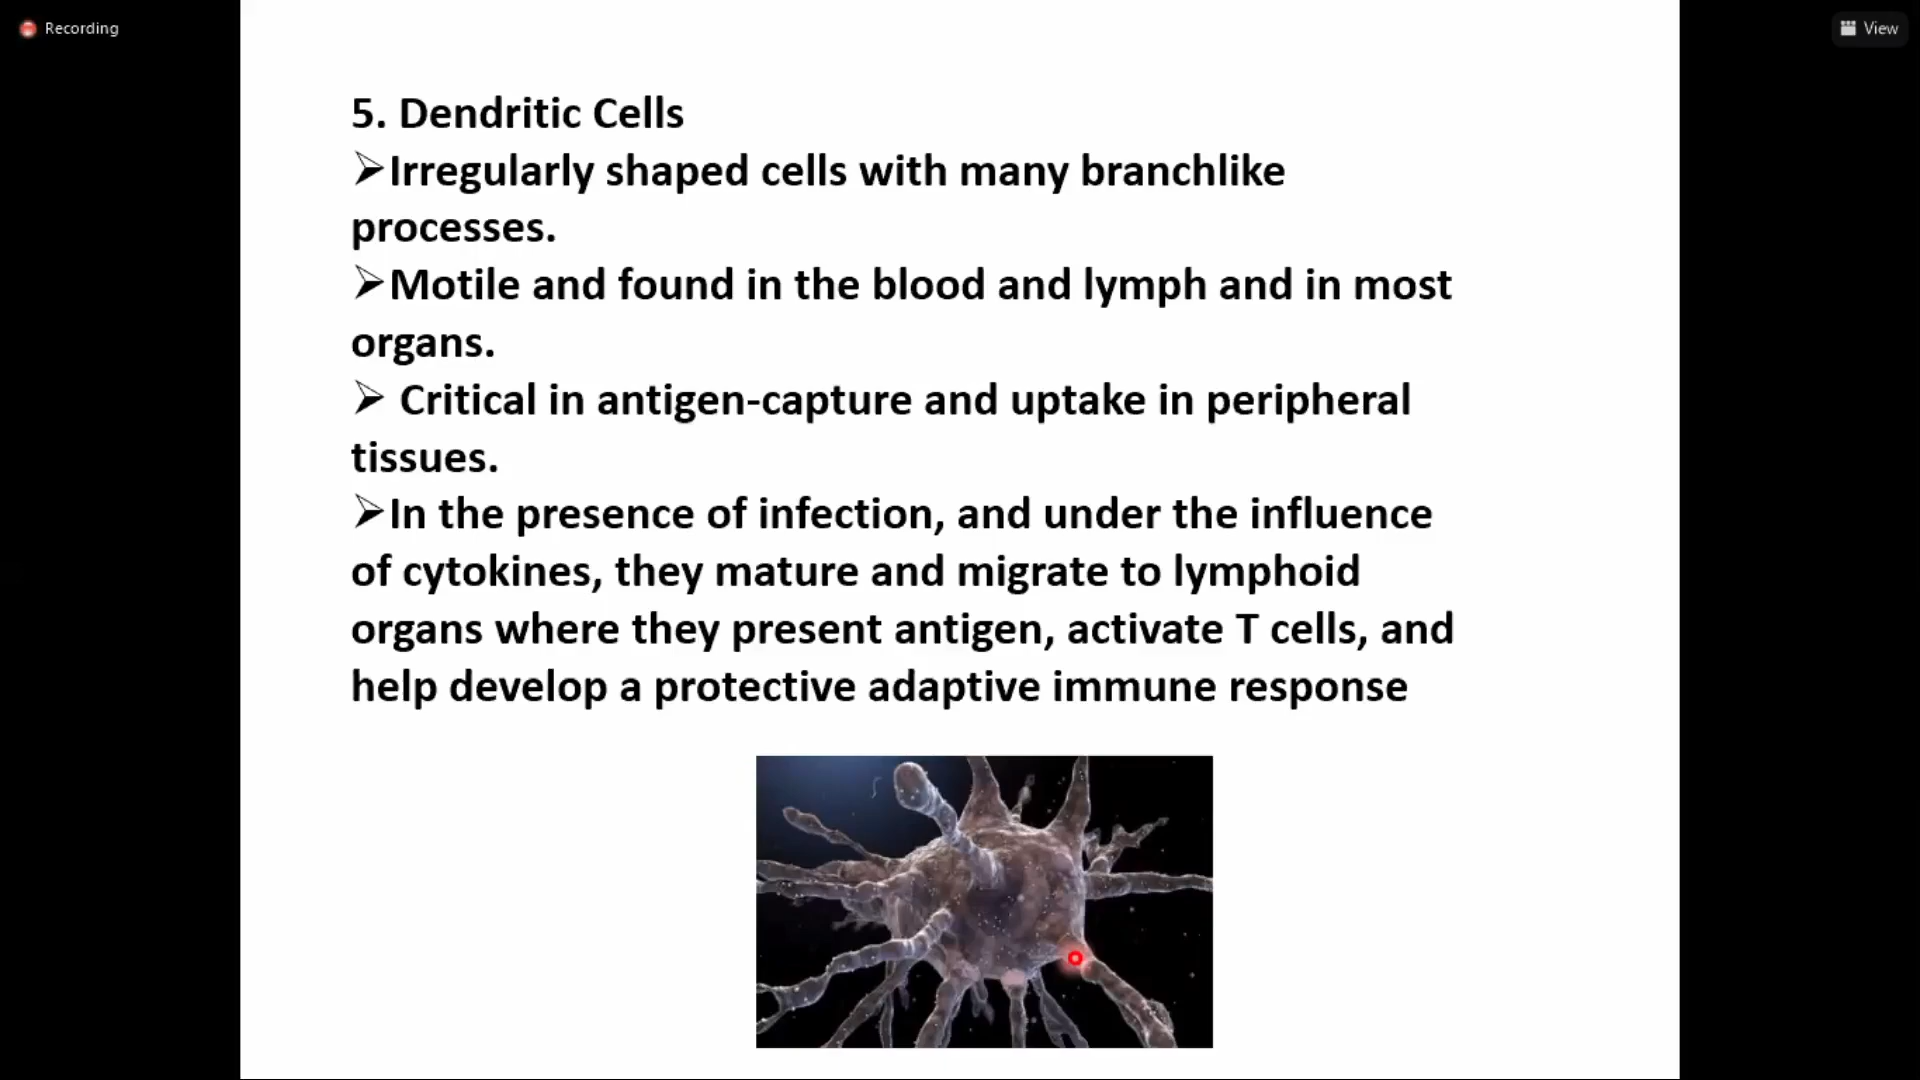 Recording
View
5. Dendritic Cells
➢Irregularly shaped cells with many branchlike
processes.
➢Motile and found in the blood and lymph and in most
organs.
➢ Critical in antigen-capture and uptake in peripheral
tissues.
➢In the presence of infection, and under the influence
of cytokines, they mature and migrate to lymphoid
organs where they present antigen, activate T cells, and
help develop a protective adaptive immune response